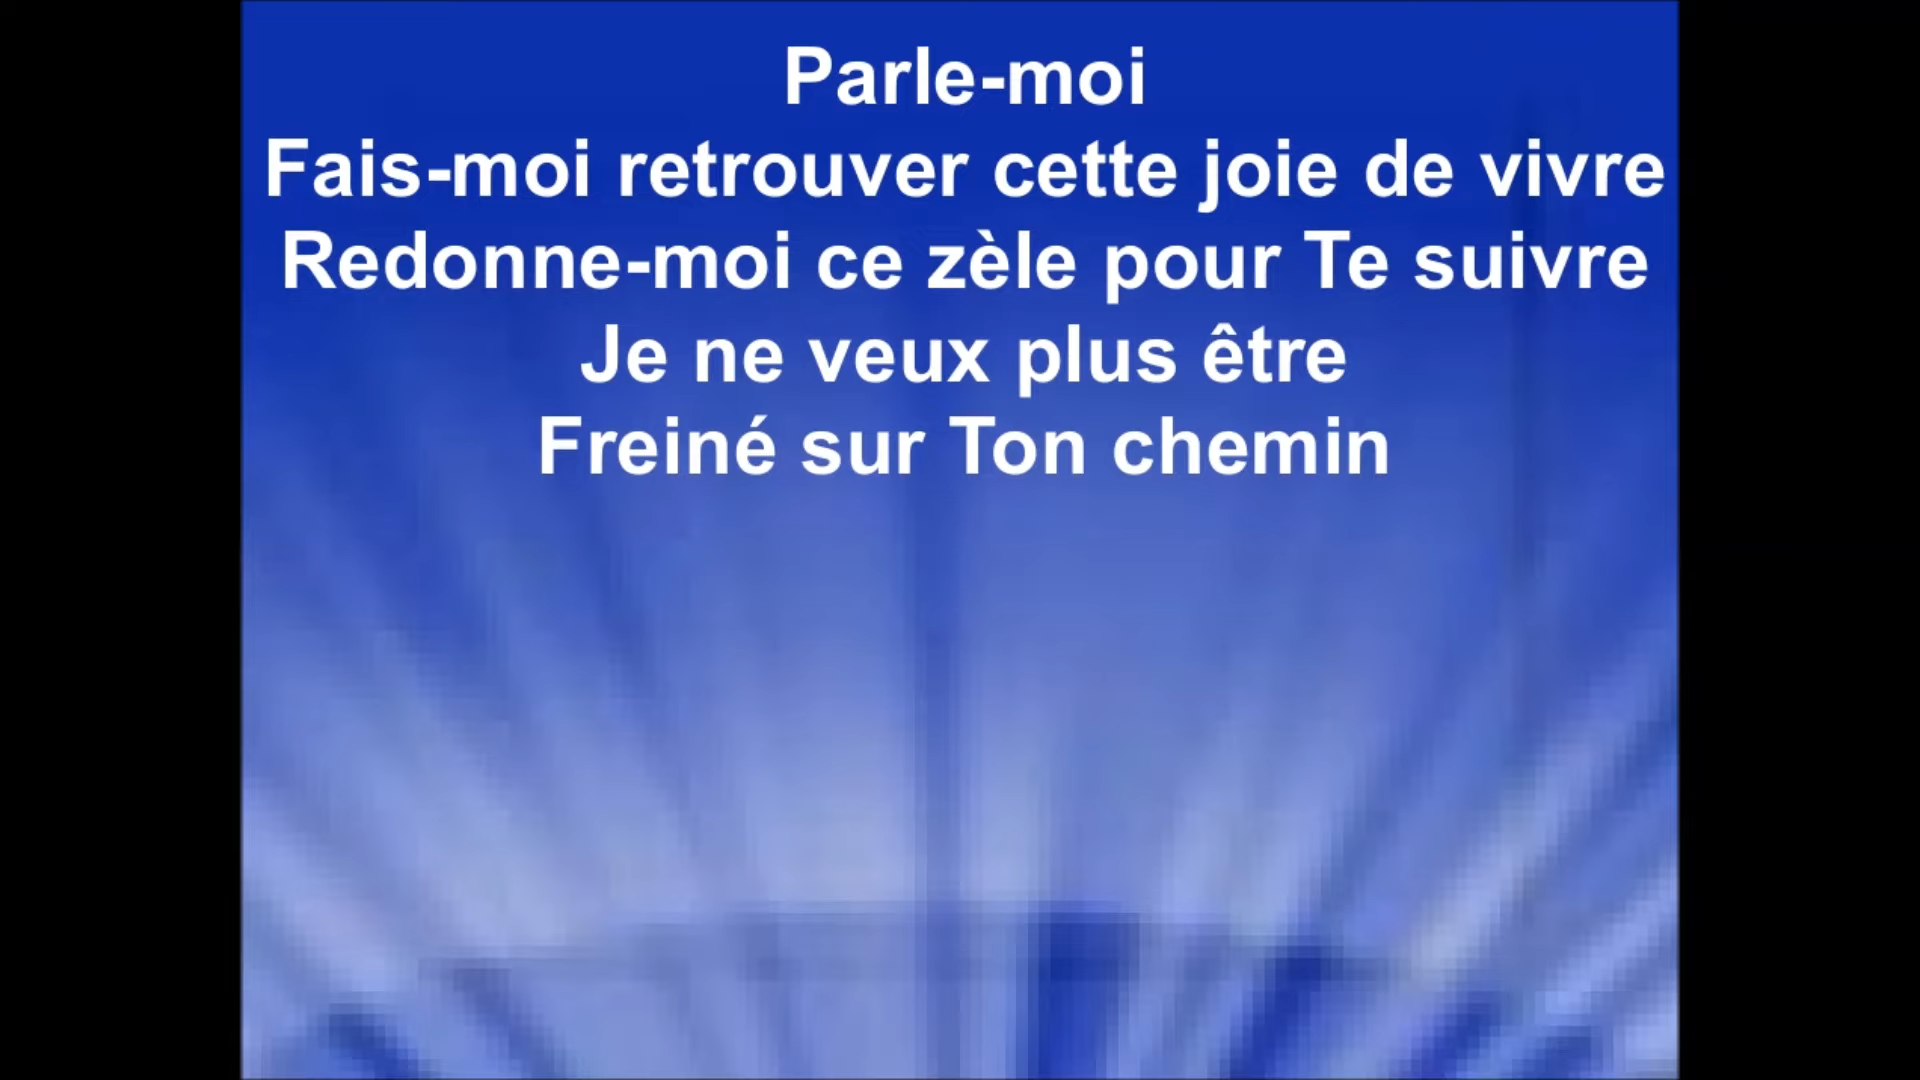 Parle-moi
Fais-moi retrouver cette joie de vivre
Redonne-moi ce zèle pour Te suivre
Je ne veux plus être
Freiné sur Ton chemin